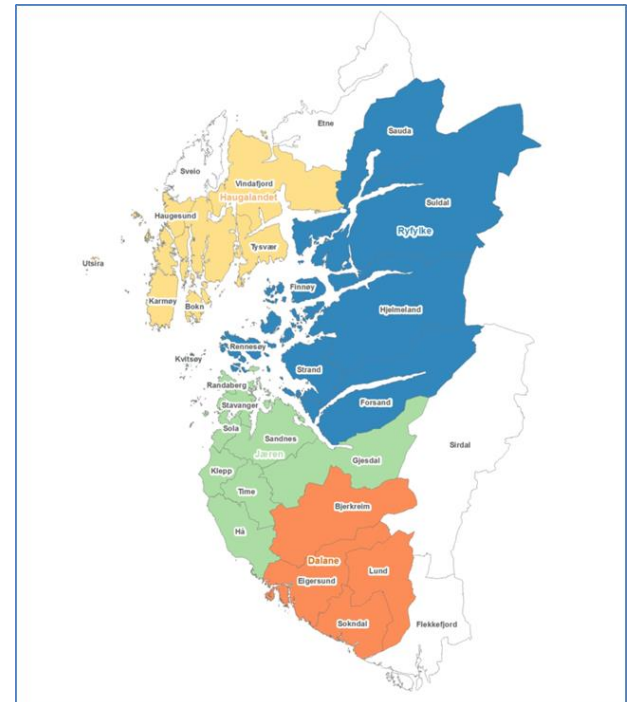 Etne
Sauda
Sveio
Vindafjord
Haugalandet
Suldal
Haugesund
Ryfylke
Tysvær
Utsira
Finnøy
Karmøy
Bokn
Hjelmeland
Rennesøy
Kvitsøy
Strand
Randaberg
Forsand
Stavanger
Sola
Sandnes
Sirdal
Jæren
Gjesdal
Klepp
Time
Bjerkreim
Hå
Dalane
Lund
Eigersund
Sokndal
Flekkefjord